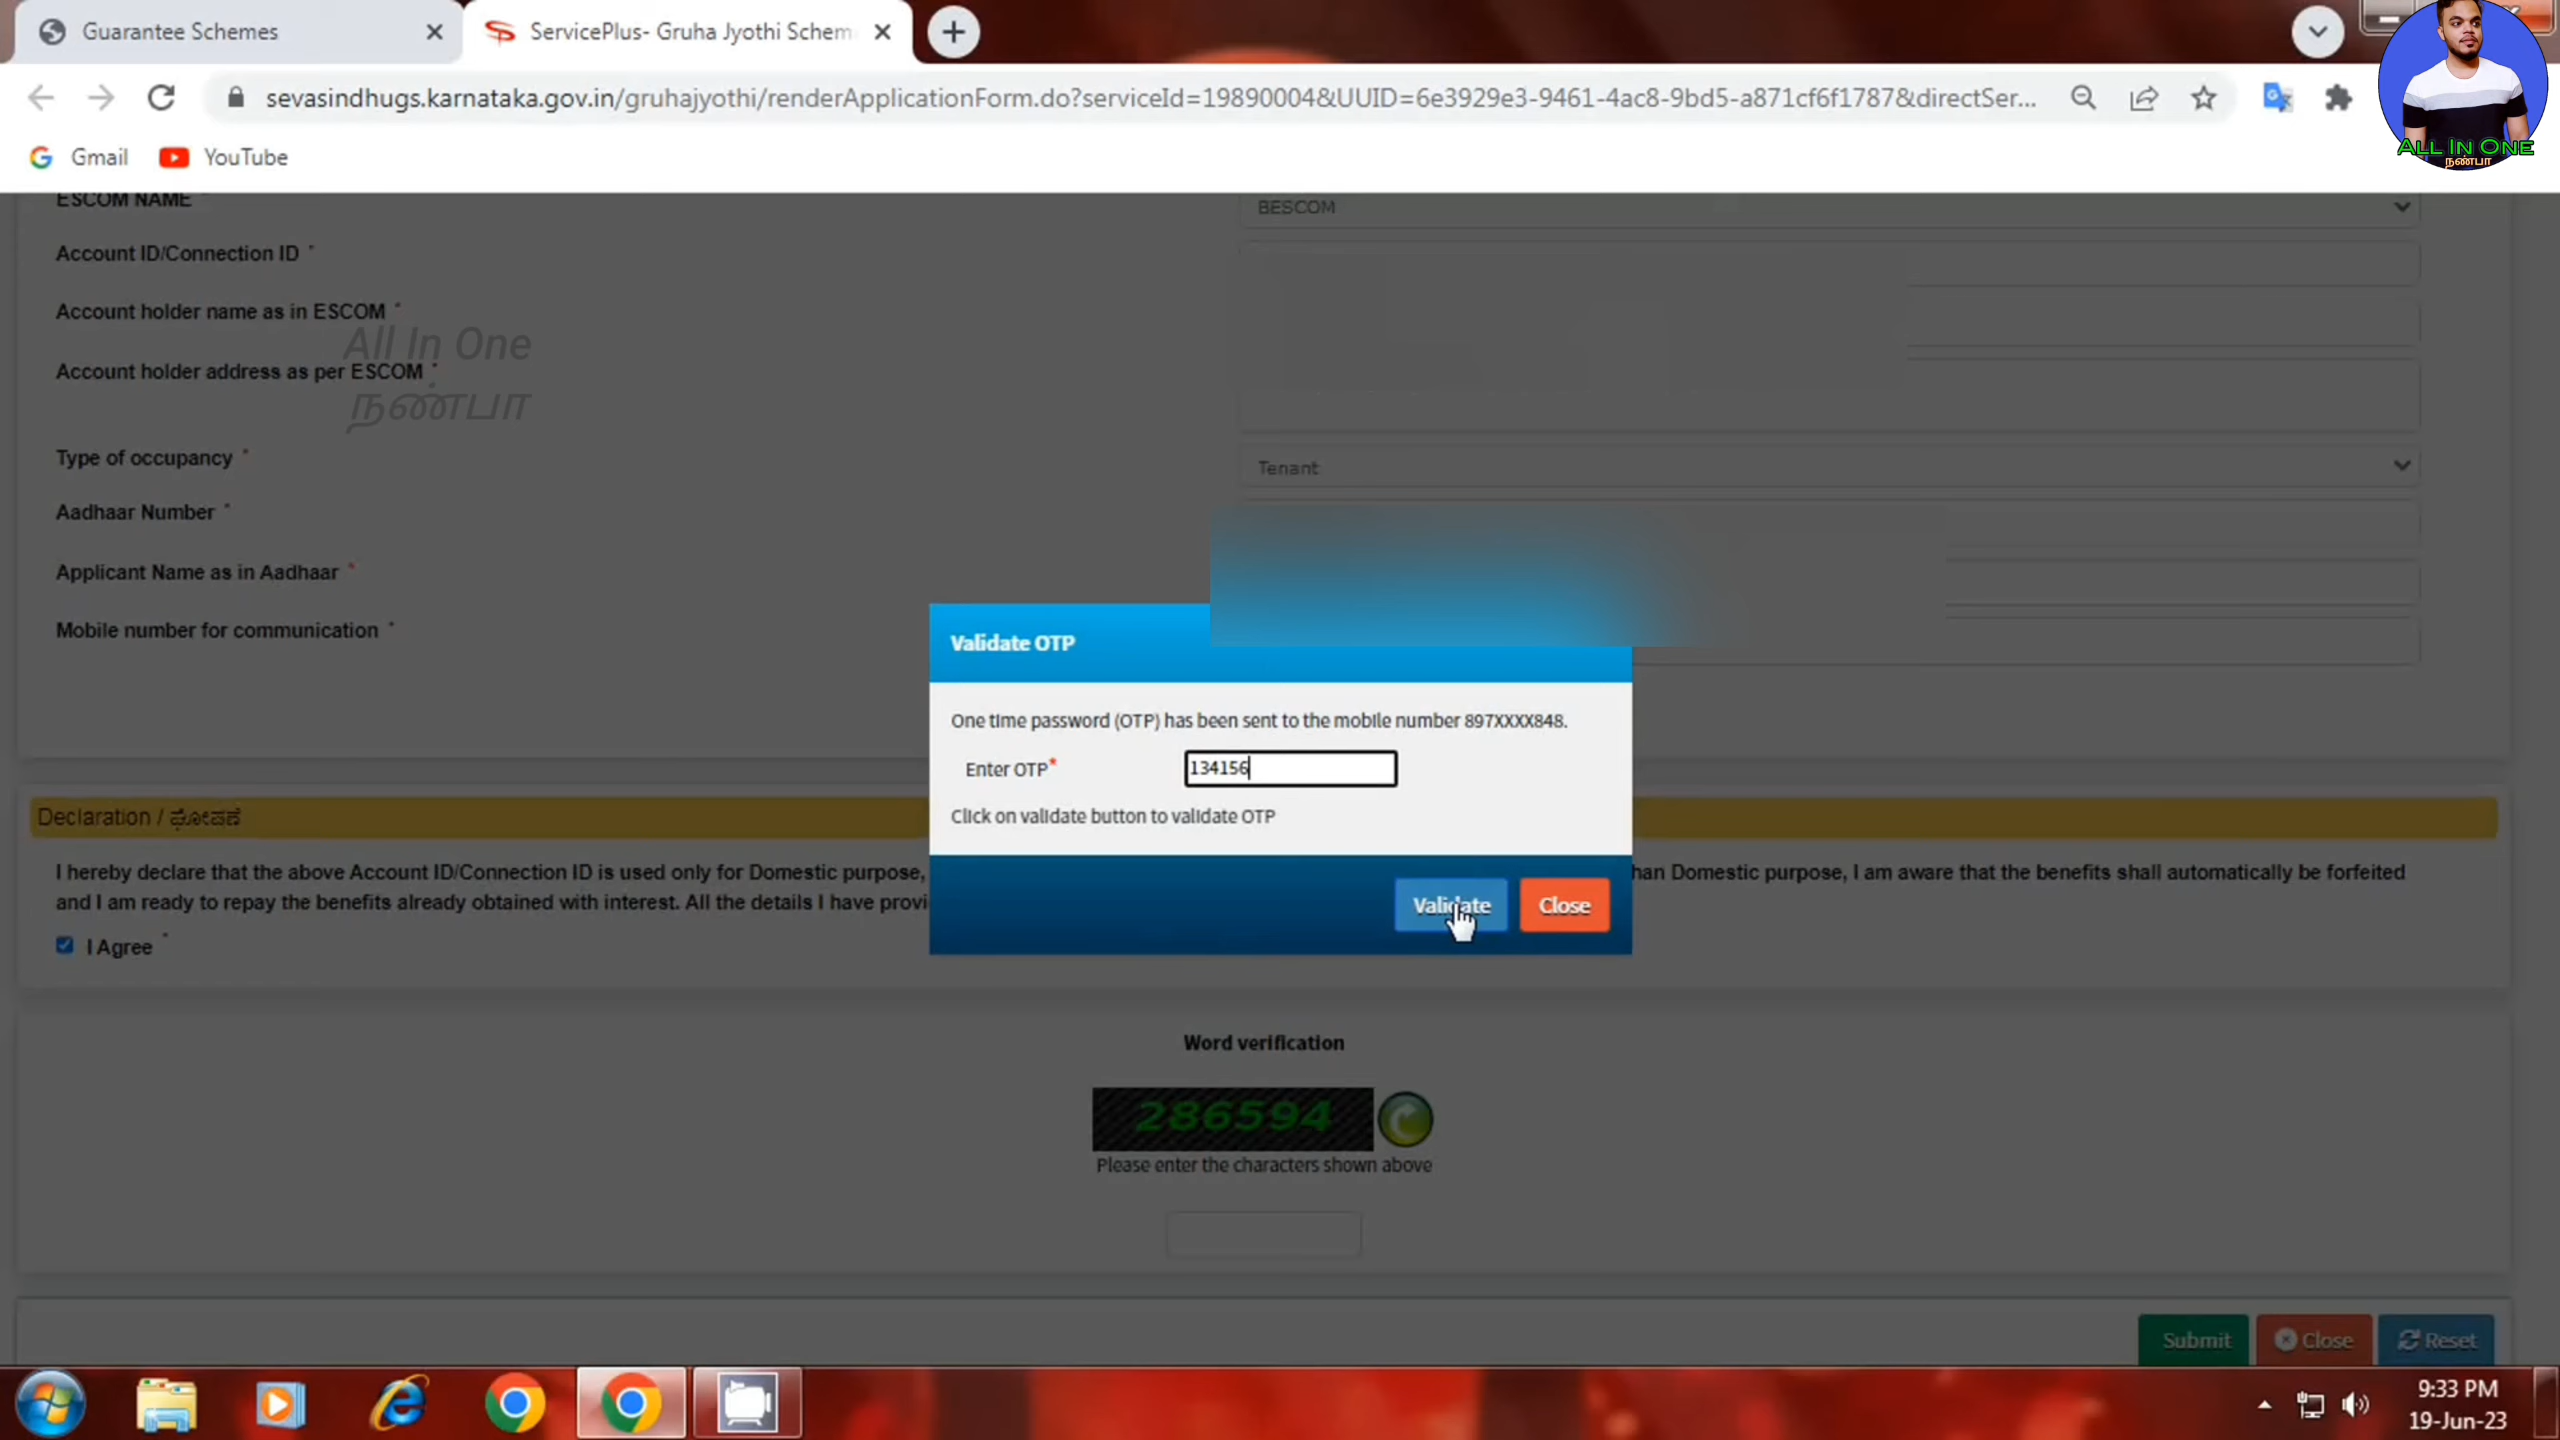 Guarantee Schemes
ServicePlus- Gruha Jyothi Schem
sevasindhugs.karnataka.gov.in/gruhajyothi/renderApplicationForm.do?serviceId=19890004&UUID=6e3929e3-9461-4ac8-9bd5-a871cf6f1787&directSer...
ALL IN ONE
நண்பா
Gmail
YouTube
ESCOM NAME *
BESCOM
Account ID/Connection ID *
Account holder name as in ESCOM *
All In One
Account holder address as per ESCOM *
நண்பா
Type of occupancy *
Tenant
Aadhaar Number *
Applicant Name as in Aadhaar *
Mobile number for communication *
Validate OTP
One time password (OTP) has been sent to the mobile number 897XXXX848.
Enter OTP*
134156
Click on validate button to validate OTP
Validate
Close
Declaration / ಘೋಷಣೆ
I hereby declare that the above Account ID/Connection ID is used only for Domestic purpose,
han Domestic purpose, I am aware that the benefits shall automatically be forfeited
and I am ready to repay the benefits already obtained with interest. All the details I have provi
I Agree *
Word verification
286594
Please enter the characters shown above
Submit
Close
Reset
9:33 PM
19-Jun-23